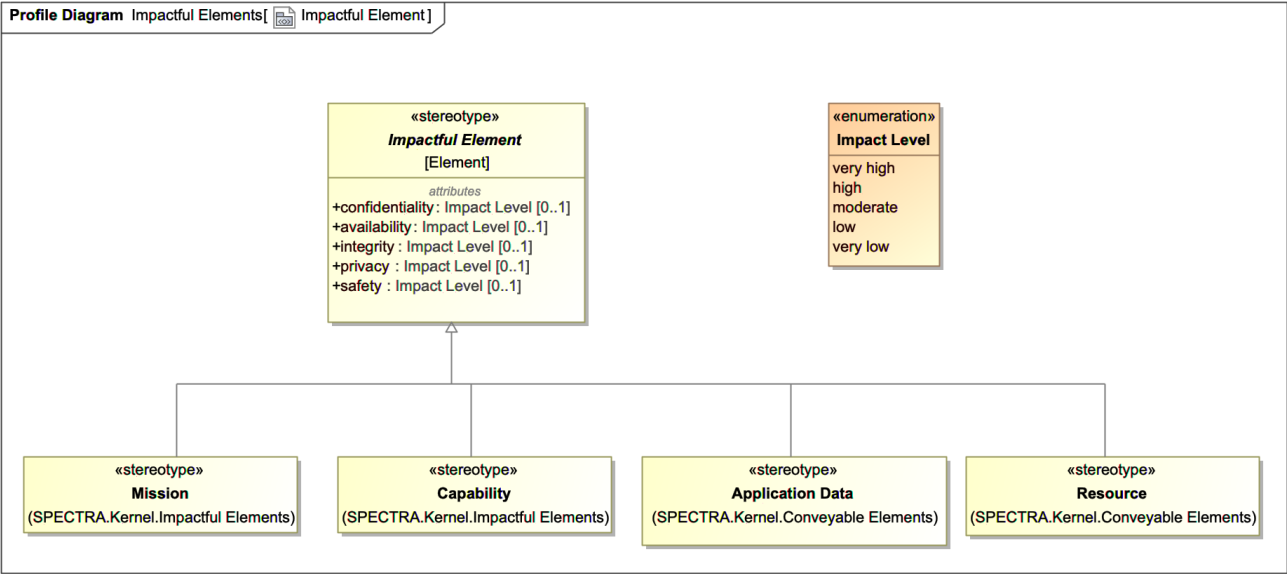 Profile Diagram Impactful Elements[ Impactful Element ]
«stereotype»
Impactful Element
[Element]
attributes
+confidentiality : Impact Level [0..1]
+availability : Impact Level [0..1]
+integrity : Impact Level [0..1]
+privacy : Impact Level [0..1]
+safety : Impact Level [0..1]
«enumeration»
Impact Level
very high
high
moderate
low
very low
«stereotype»
Mission
(SPECTRA.Kernel.Impactful Elements)
«stereotype»
Capability
(SPECTRA.Kernel.Impactful Elements)
«stereotype»
Application Data
(SPECTRA.Kernel.Conveyable Elements)
«stereotype»
Resource
(SPECTRA.Kernel.Conveyable Elements)